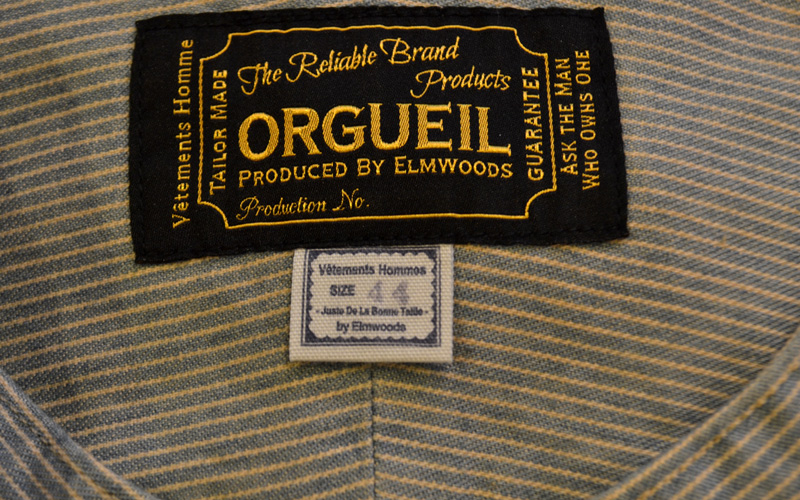 Vêtements Homme
TAILOR MADE
The Reliable Brand
Products
ORGUEIL
PRODUCED BY ELMWOODS
Production No.
GUARANTEE
ASK THE MAN
WHO OWNS ONE
Vêtements Hommes
SIZE 44
- Juste De La Bonne Taille -
by Elmwoods